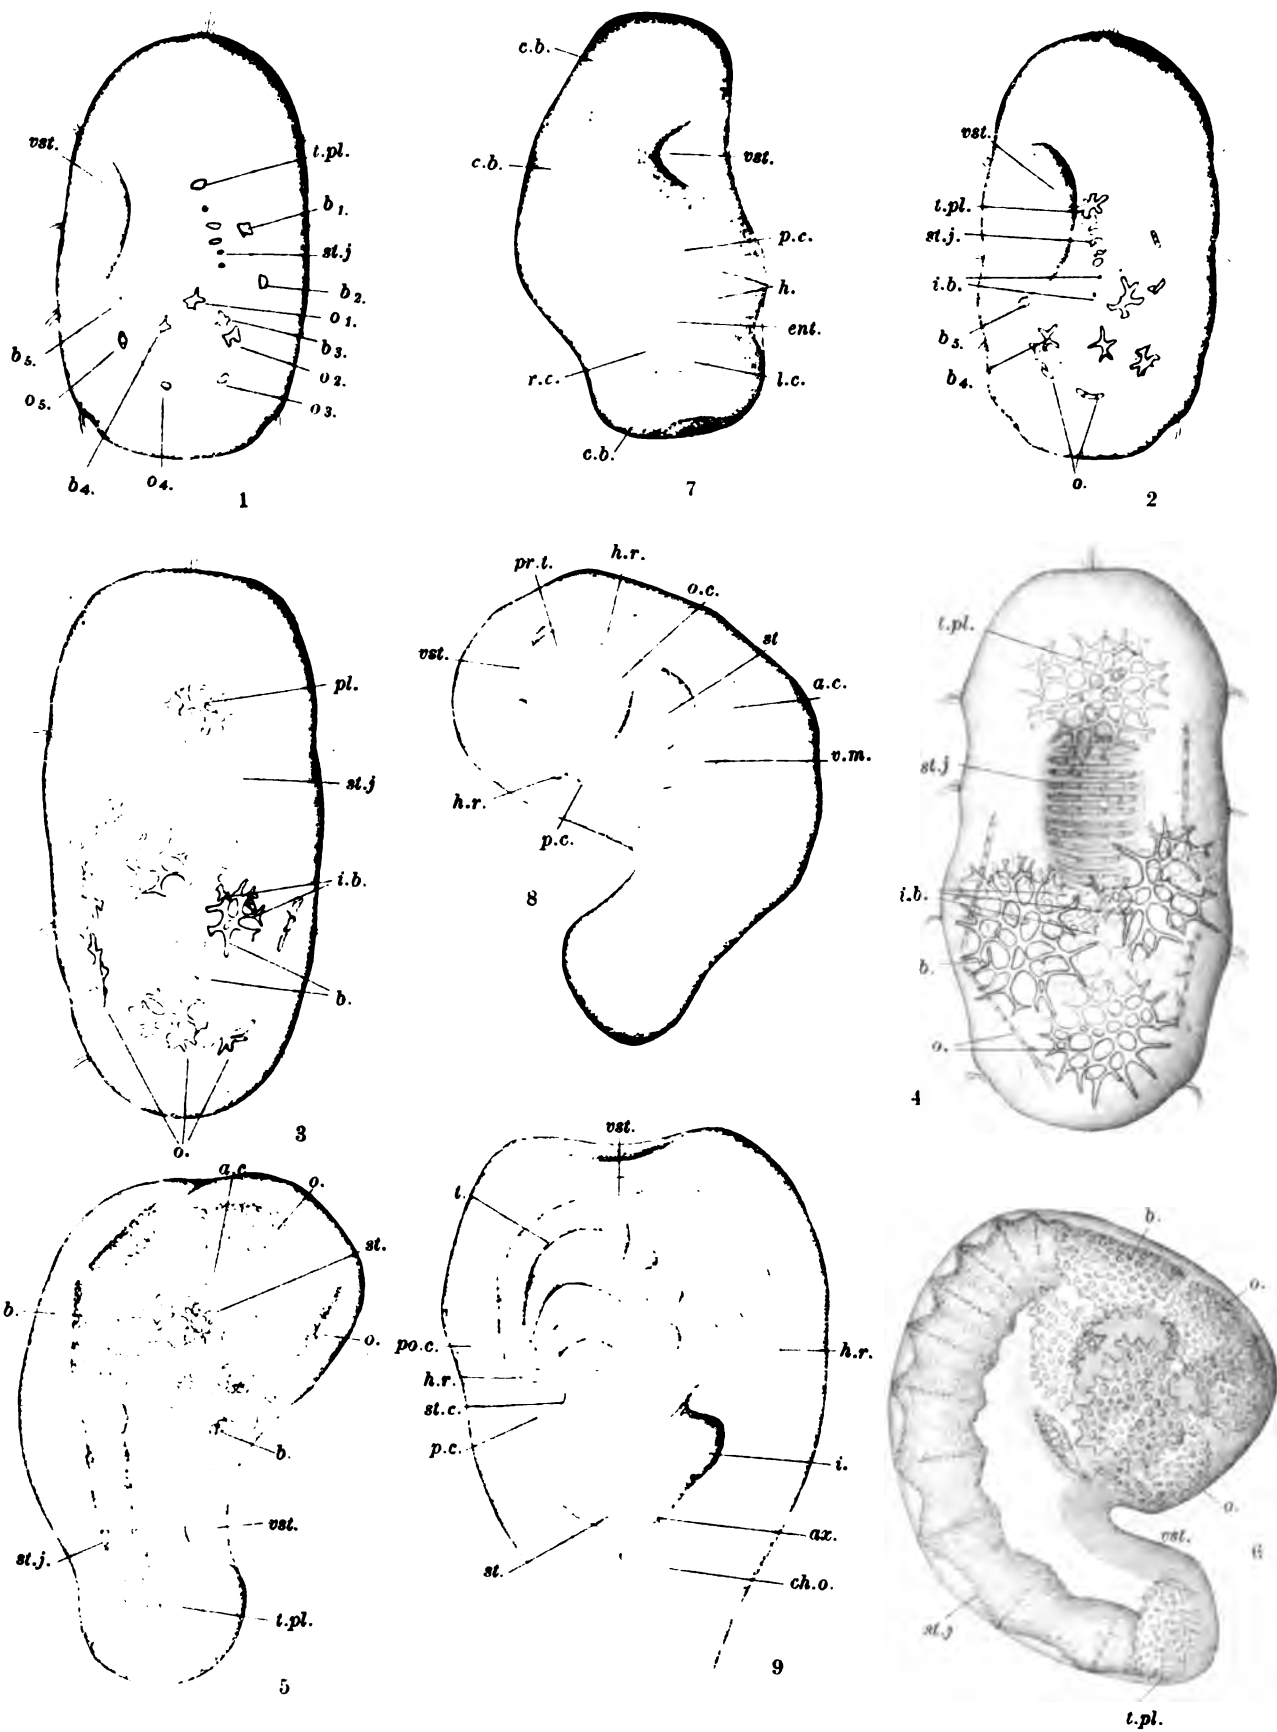 vst.
t.pl.
b1.
st.j
b2.
o1.
b3.
o2.
o3.
b5.
o5.
b4.
o4.
1
c.b.
c.b.
vst.
p.c.
h.
ent.
r.c.
l.c.
c.b.
7
vst.
t.pl.
st.j.
i.b.
b5.
b4.
o.
2
pl.
st.j
i.b.
b.
o.
3
pr.t.
h.r.
o.c.
st
a.c.
vst.
v.m.
h.r.
p.c.
8
t.pl.
st.j
i.b.
b.
o.
4
a.c.
o.
st.
b.
o.
b.
vst.
st.j.
t.pl.
5
vst.
t.
po.c.
h.r.
h.r.
st.c.
p.c.
i.
ax.
st.
ch.o.
9
b.
o.
o.
vst.
6
st.j
t.pl.